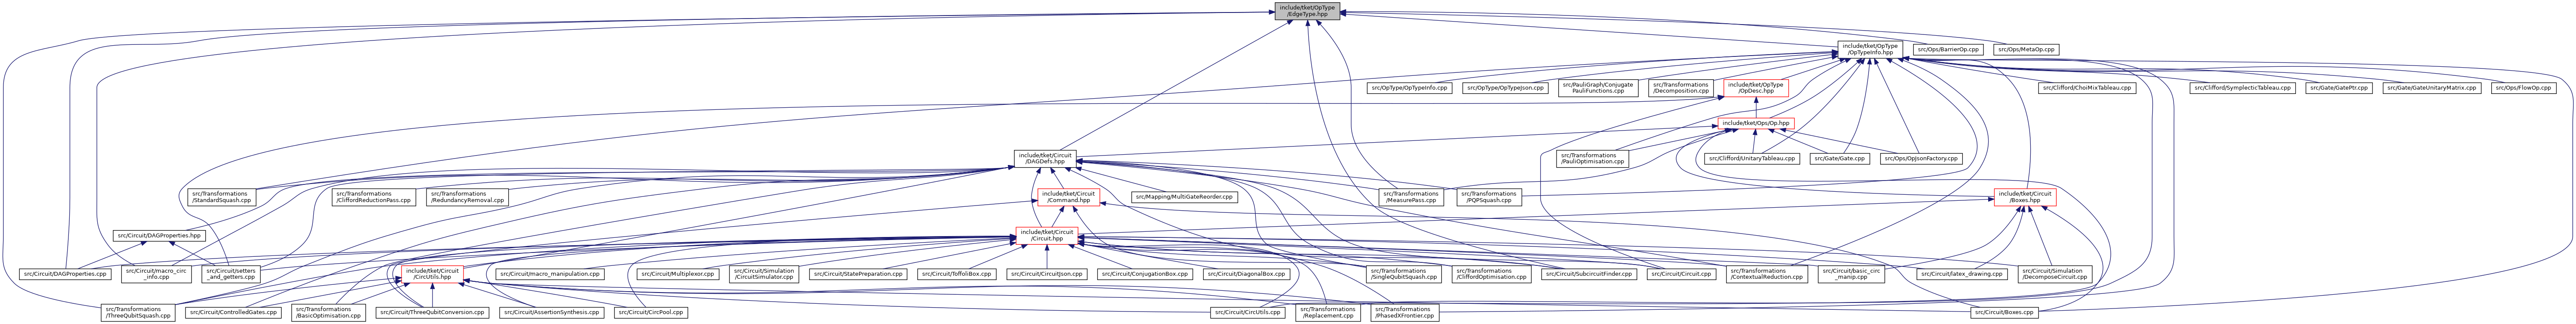 include/tket/OpType
/EdgeType.hpp
include/tket/OpType
/OpTypeInfo.hpp
src/Ops/BarrierOp.cpp
src/Ops/MetaOp.cpp
src/OpType/OpTypeInfo.cpp
src/OpType/OpTypeJson.cpp
src/PauliGraph/Conjugate
PauliFunctions.cpp
src/Transformations
/Decomposition.cpp
include/tket/OpType
/OpDesc.hpp
src/Clifford/ChoiMixTableau.cpp
src/Clifford/SymplecticTableau.cpp
src/Gate/GatePtr.cpp
src/Gate/GateUnitaryMatrix.cpp
src/Ops/FlowOp.cpp
include/tket/Ops/Op.hpp
include/tket/Circuit
/DAGDefs.hpp
src/Transformations
/PauliOptimisation.cpp
src/Clifford/UnitaryTableau.cpp
src/Gate/Gate.cpp
src/Ops/OpJsonFactory.cpp
src/Transformations
/StandardSquash.cpp
src/Transformations
/CliffordReductionPass.cpp
src/Transformations
/RedundancyRemoval.cpp
include/tket/Circuit
/Command.hpp
src/Mapping/MultiGateReorder.cpp
src/Transformations
/MeasurePass.cpp
src/Transformations
/PQPSquash.cpp
include/tket/Circuit
/Boxes.hpp
src/Circuit/DAGProperties.hpp
include/tket/Circuit
/Circuit.hpp
src/Circuit/DAGProperties.cpp
src/Circuit/macro_circ
_info.cpp
src/Circuit/setters
_and_getters.cpp
include/tket/Circuit
/CircUtils.hpp
src/Circuit/macro_manipulation.cpp
src/Circuit/Multiplexor.cpp
src/Circuit/Simulation
/CircuitSimulator.cpp
src/Circuit/StatePreparation.cpp
src/Circuit/ToffoliBox.cpp
src/Circuit/CircuitJson.cpp
src/Circuit/ConjugationBox.cpp
src/Circuit/DiagonalBox.cpp
src/Transformations
/SingleQubitSquash.cpp
src/Transformations
/CliffordOptimisation.cpp
src/Circuit/SubcircuitFinder.cpp
src/Circuit/Circuit.cpp
src/Transformations
/ContextualReduction.cpp
src/Circuit/basic_circ
_manip.cpp
src/Circuit/latex_drawing.cpp
src/Circuit/Simulation
/DecomposeCircuit.cpp
src/Transformations
/ThreeQubitSquash.cpp
src/Circuit/ControlledGates.cpp
src/Transformations
/BasicOptimisation.cpp
src/Circuit/ThreeQubitConversion.cpp
src/Circuit/AssertionSynthesis.cpp
src/Circuit/CircPool.cpp
src/Circuit/CircUtils.cpp
src/Transformations
/Replacement.cpp
src/Transformations
/PhasedXFrontier.cpp
src/Circuit/Boxes.cpp